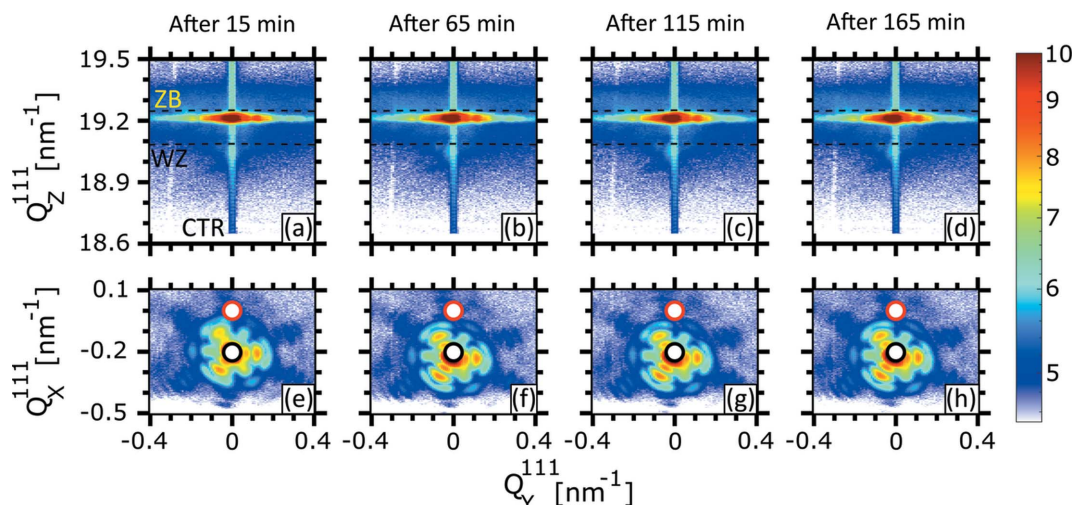 After 15 min After 65 min After 115 min After 165 min
19.5
19.2
18.9
18.6
Q_Z^111 [nm^-1]
ZB
WZ
CTR
(a) (b) (c) (d)
10
9
8
7
6
5
0.1
-0.2
-0.5
Q_X^111 [nm^-1]
(e) (f) (g) (h)
-0.4 0 0.4 -0.4 0 0.4 -0.4 0 0.4 -0.4 0 0.4
Q_Y^111 [nm^-1]